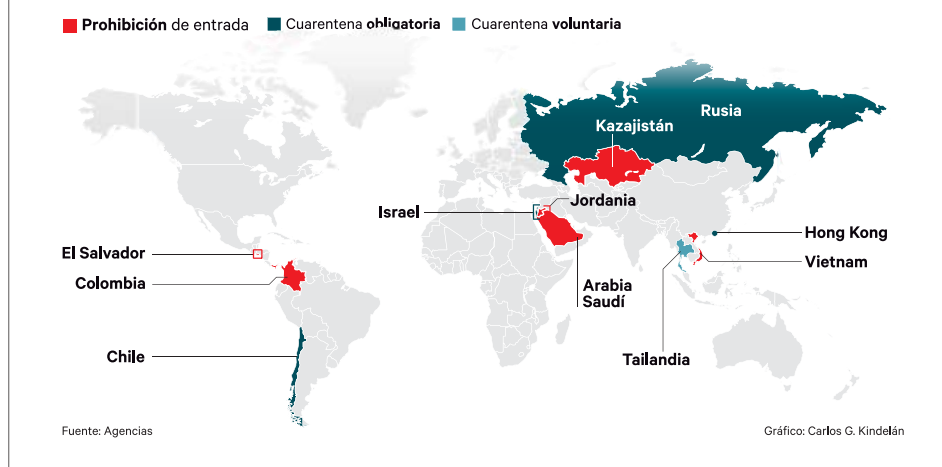 Prohibición de entrada
Cuarentena obligatoria
Cuarentena voluntaria
Rusia
Kazajistán
Jordania
Israel
Hong Kong
El Salvador
Vietnam
Colombia
Arabia
Saudí
Chile
Tailandia
Fuente: Agencias
Gráfico: Carlos G. Kindelán